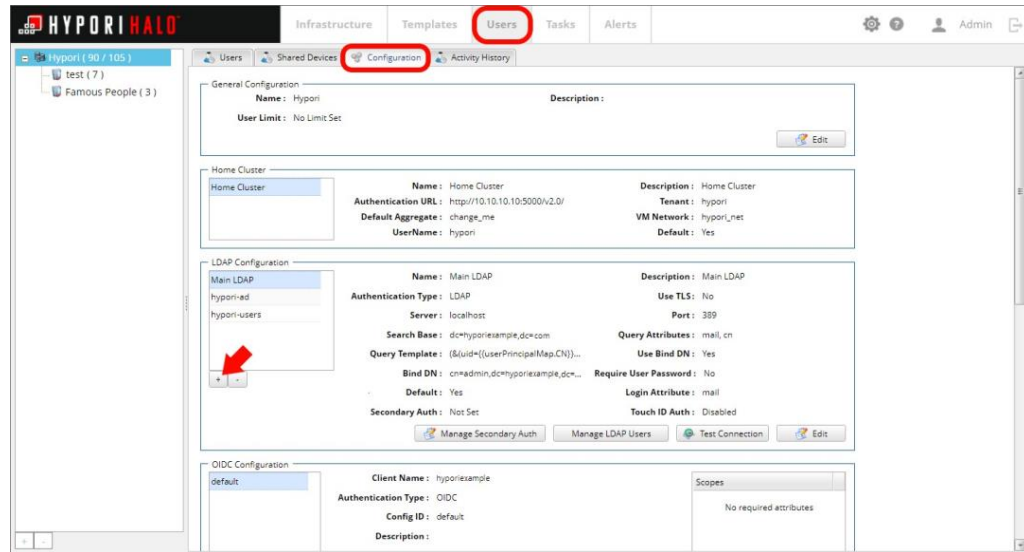 HYPORI HALO
Infrastructure Templates Users Tasks Alerts
Admin
Hypori ( 90 / 105 )
test ( 7 )
Famous People ( 3 )
Users Shared Devices Configuration Activity History
General Configuration
Name : Hypori Description :
User Limit : No Limit Set
Edit
Home Cluster
Home Cluster
Name : Home Cluster Description : Home Cluster
Authentication URL : http://10.10.10.10:5000/v2.0/ Tenant : hypori
Default Aggregate : change_me VM Network : hypori_net
UserName : hypori Default : Yes
LDAP Configuration
Main LDAP
hypori-ad
hypori-users
+ -
Name : Main LDAP Description : Main LDAP
Authentication Type : LDAP Use TLS : No
Server : localhost Port : 389
Search Base : dc=hyporiexample,dc=com Query Attributes : mail, cn
Query Template : (&(uid={{userPrincipalMap.CN}}... Use Bind DN : Yes
Bind DN : cn=admin,dc=hyporiexample,dc=... Require User Password : No
Default : Yes Login Attribute : mail
Secondary Auth : Not Set Touch ID Auth : Disabled
Manage Secondary Auth Manage LDAP Users Test Connection Edit
OIDC Configuration
default
Client Name : hyporiexample
Authentication Type : OIDC
Config ID : default
Description :
Scopes
No required attributes
+ -